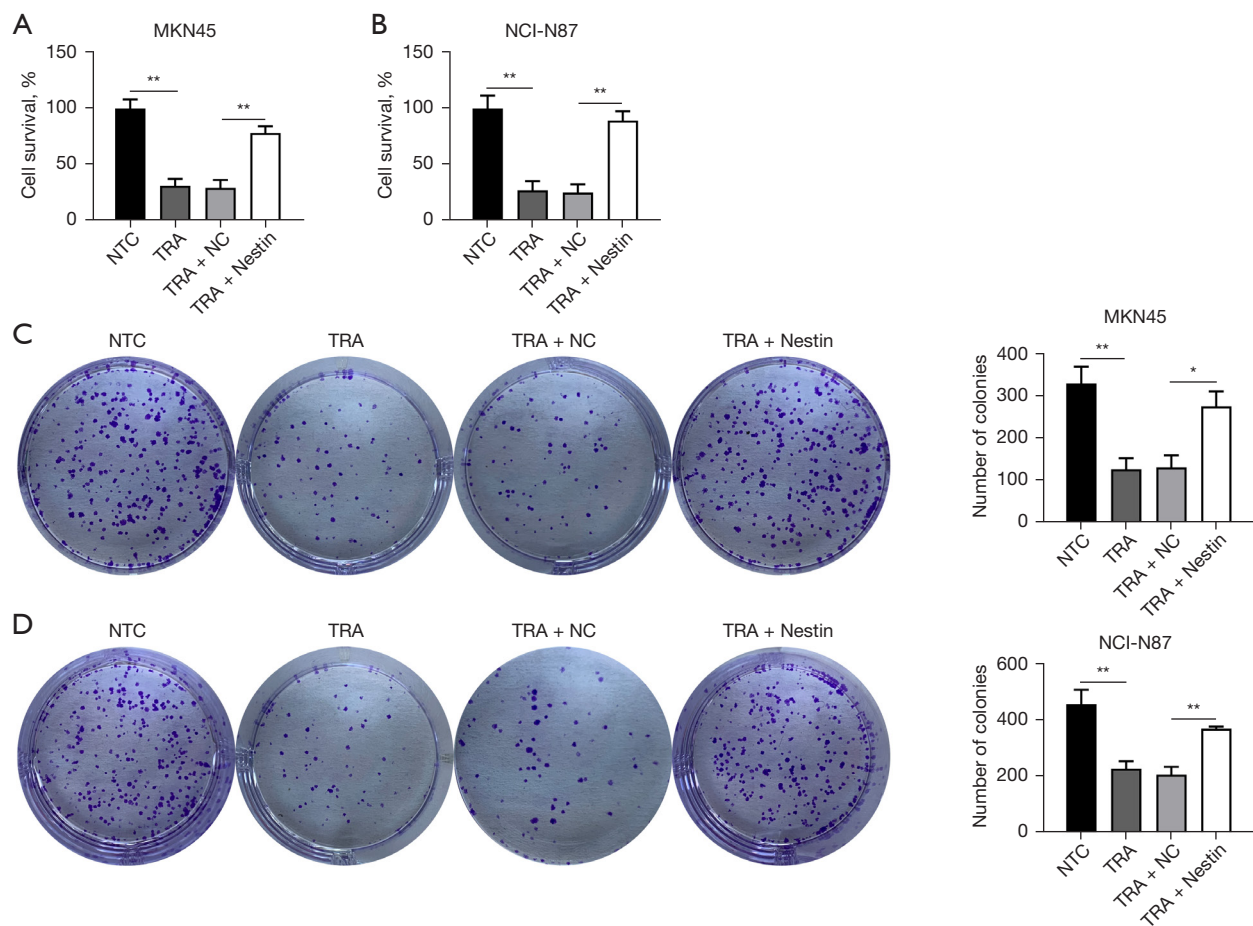 A
MKN45
Cell survival, %
150
100
50
0
**
**
NTC
TRA
TRA + NC
TRA + Nestin
B
NCI-N87
Cell survival, %
150
100
50
0
**
**
NTC
TRA
TRA + NC
TRA + Nestin
C
NTC
TRA
TRA + NC
TRA + Nestin
MKN45
Number of colonies
400
300
200
100
0
**
*
NTC
TRA
TRA + NC
TRA + Nestin
D
NTC
TRA
TRA + NC
TRA + Nestin
NCI-N87
Number of colonies
600
400
200
0
**
**
NTC
TRA
TRA + NC
TRA + Nestin